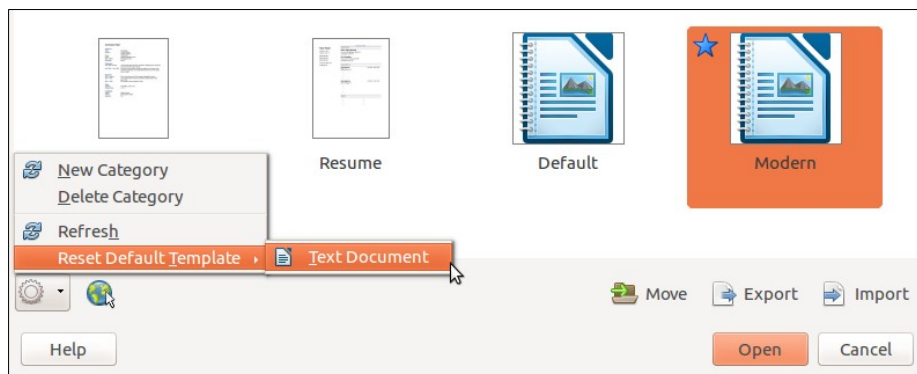 Resume
Default
Modern
New Category
Delete Category
Refresh
Reset Default Template
Text Document
Move
Export
Import
Help
Open
Cancel